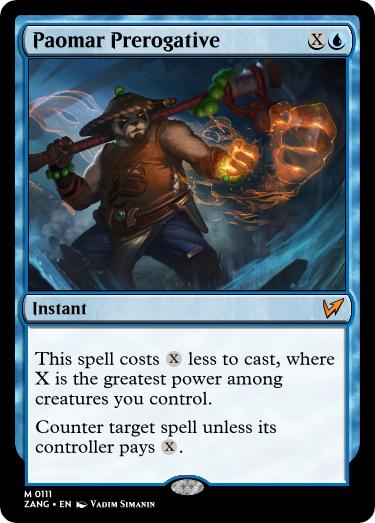 Paomar Prerogative X
Instant
This spell costs X less to cast, where
X is the greatest power among
creatures you control.
Counter target spell unless its
controller pays X.
M 0111
ZANG • EN Vadim Simanin